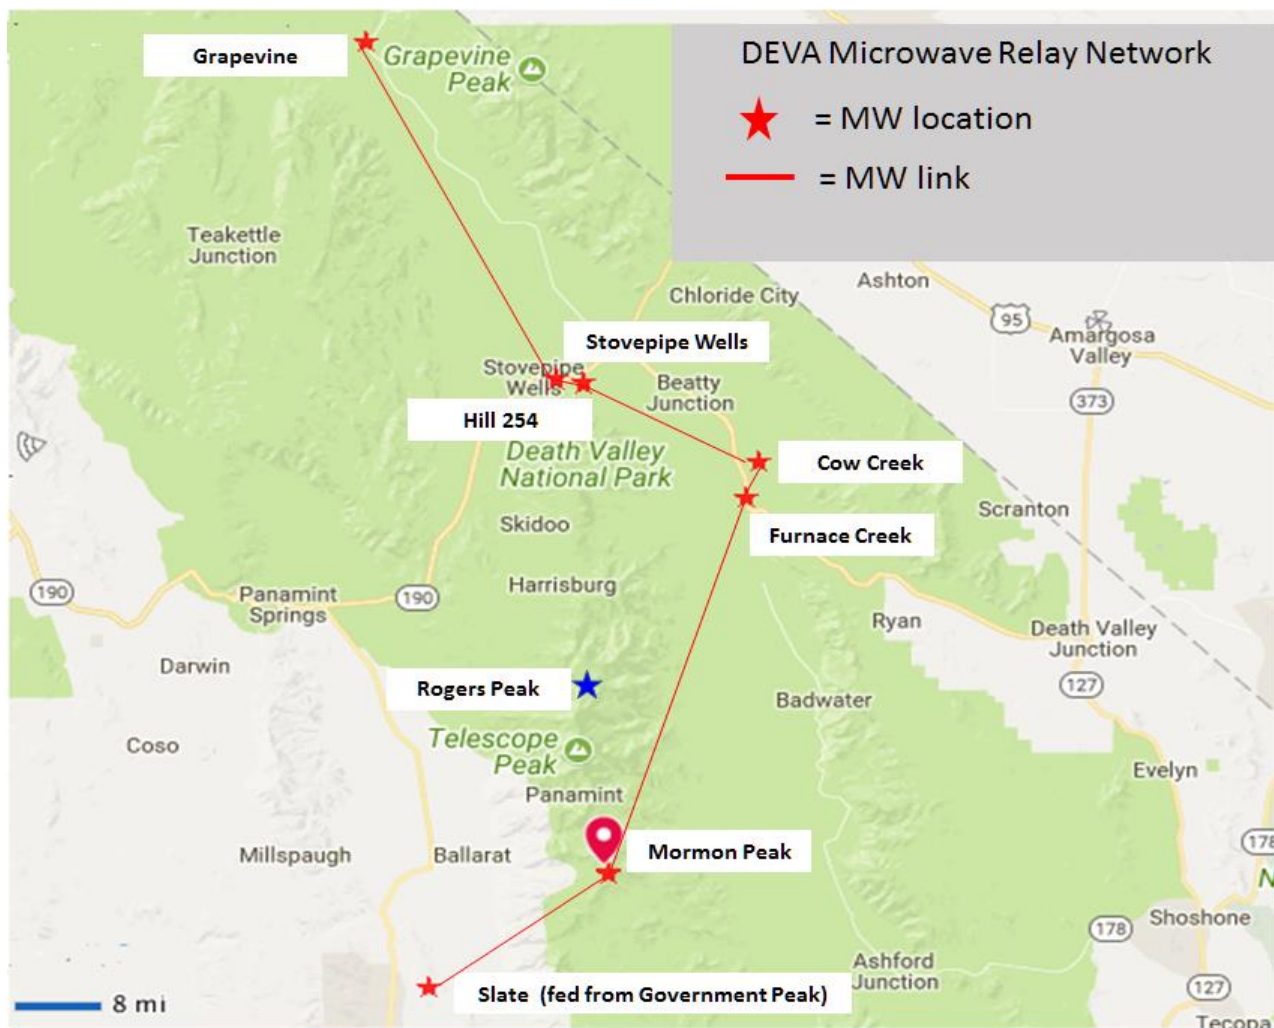 DEVA Microwave Relay Network
= MW location
= MW link
Grapevine
Grapevine
Peak
Teakettle
Junction
Chloride City
Ashton
95
Amargosa
Valley
Stovepipe Wells
Stovepipe
Wells
Beatty
Junction
373
Hill 254
Death Valley
National Park
Cow Creek
Skidoo
Scranton
Furnace Creek
190
Panamint
Springs
190
Harrisburg
Ryan
Death Valley
Junction
Darwin
Rogers Peak
127
Badwater
Coso
Telescope
Peak
Evelyn
Panamint
Millspaugh
Ballarat
Mormon Peak
178
N
Shoshone
178
Ashford
Junction
Slate (fed from Government Peak)
127
8 mi
Tecopa